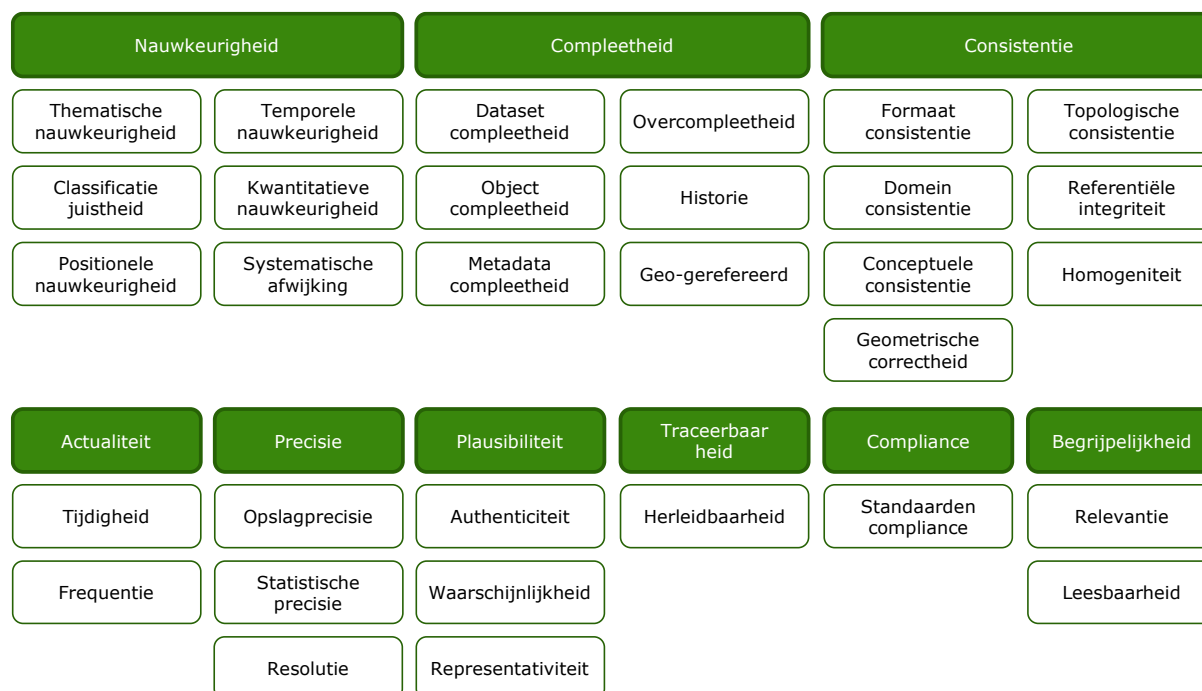 Nauwkeurigheid
Compleetheid
Consistentie
Thematische
nauwkeurigheid
Temporele
nauwkeurigheid
Dataset
compleetheid
Overcompleetheid
Formaat
consistentie
Topologische
consistentie
Classificatie
juistheid
Kwantitatieve
nauwkeurigheid
Object
compleetheid
Historie
Domein
consistentie
Referentiële
integriteit
Positionele
nauwkeurigheid
Systematische
afwijking
Metadata
compleetheid
Geo-gerefereerd
Conceptuele
consistentie
Homogeniteit
Geometrische
correctheid
Actualiteit
Precisie
Plausibiliteit
Traceerbaar
heid
Compliance
Begrijpelijkheid
Tijdigheid
Opslagprecisie
Authenticiteit
Herleidbaarheid
Standaarden
compliance
Relevantie
Frequentie
Statistische
precisie
Waarschijnlijkheid
Leesbaarheid
Resolutie
Representativiteit